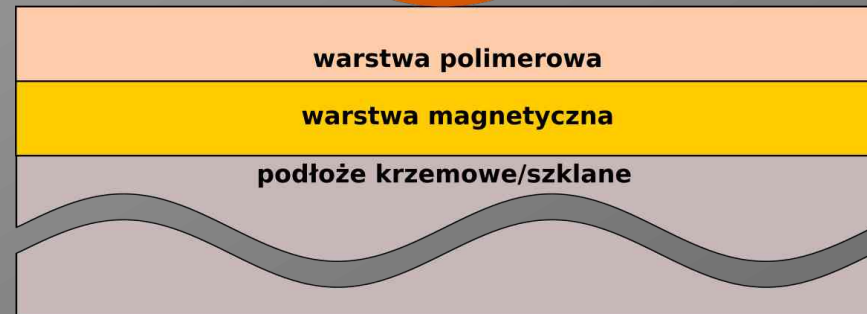 warstwa polimerowa
warstwa magnetyczna
podłoże krzemowe/szklane